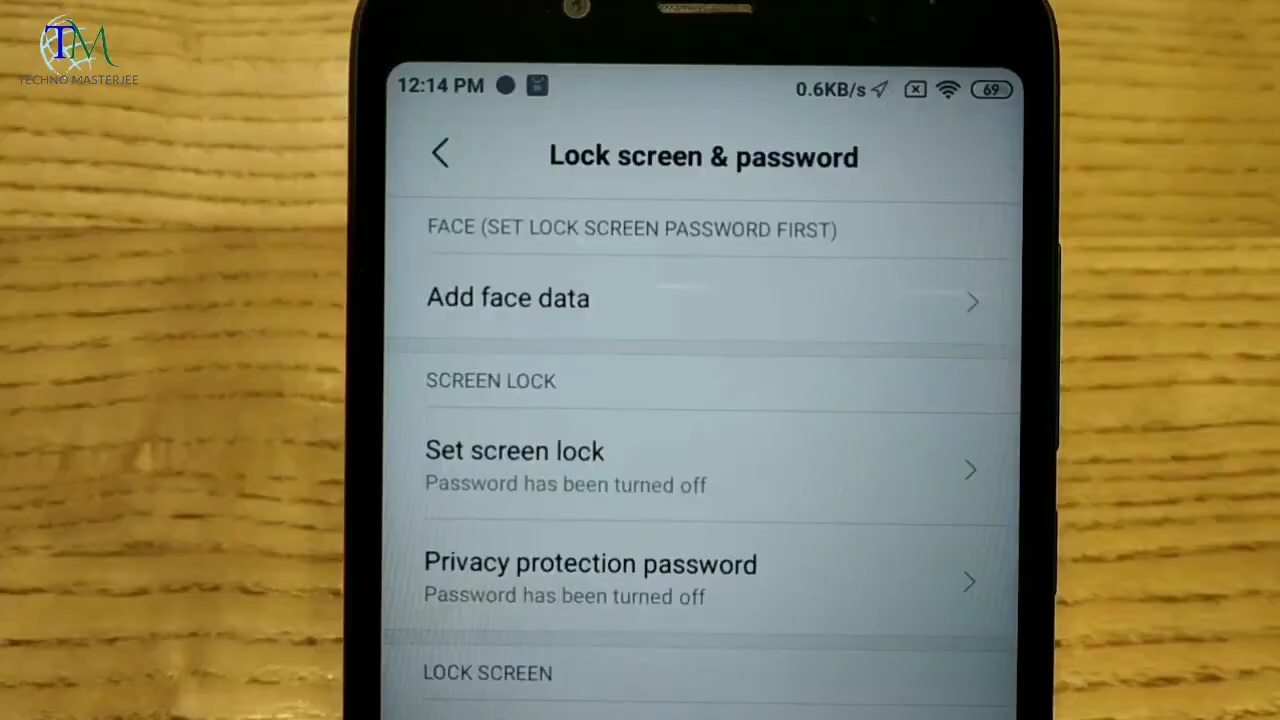 TM
TECHNO MASTERJEE
12:14 PM
0.6KB/s
69
Lock screen & password
FACE (SET LOCK SCREEN PASSWORD FIRST)
Add face data
SCREEN LOCK
Set screen lock
Password has been turned off
Privacy protection password
Password has been turned off
LOCK SCREEN